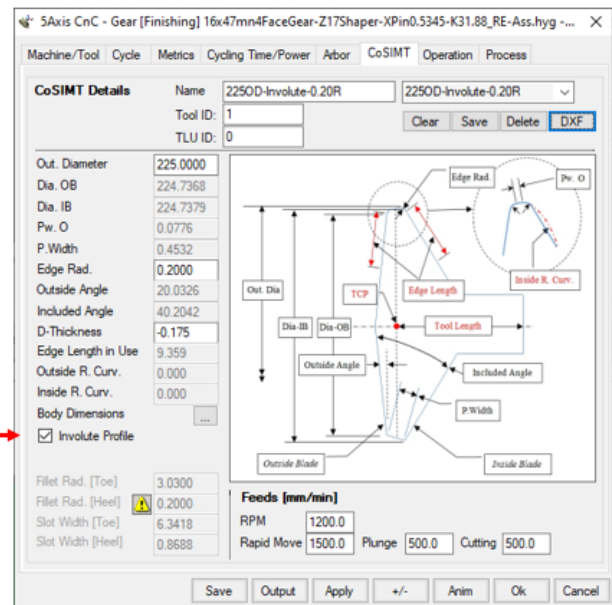 5Axis CnC - Gear [Finishing] 16x47mn4FaceGear-Z17Shaper-XPin0.5345-K31.88_RE-Ass.hyg -...
Machine/Tool Cycle Metrics Cycling Time/Power Arbor CoSIMT Operation Process
CoSIMT Details Name 225OD-Involute-0.20R 225OD-Involute-0.20R
Tool ID: 1 Clear Save Delete DXF
TLU ID: 0
Out. Diameter 225.0000
Dia. OB 224.7368
Dia. IB 224.7379
Pw. O 0.0776
P.Width 0.4532
Edge Rad. 0.2000
Outside Angle 20.0326
Included Angle 40.2042
D-Thickness -0.175
Edge Length in Use 9.359
Outside R. Curv. 0.000
Inside R. Curv. 0.000
Body Dimensions ...
Involute Profile
Fillet Rad. [Toe] 3.0300
Fillet Rad. [Heel] 0.2000
Slot Width [Toe] 6.3418
Slot Width [Heel] 0.8688
Edge Rad. Pw. O
Inside R. Curv.
Out. Dia TCP Edge Length
Dia-IB Dia-OB Tool Length
Outside Angle Included Angle
P.Width
Outside Blade Inside Blade
Feeds [mm/min]
RPM 1200.0
Rapid Move 1500.0 Plunge 500.0 Cutting 500.0
Save Output Apply +/- Anim Ok Cancel